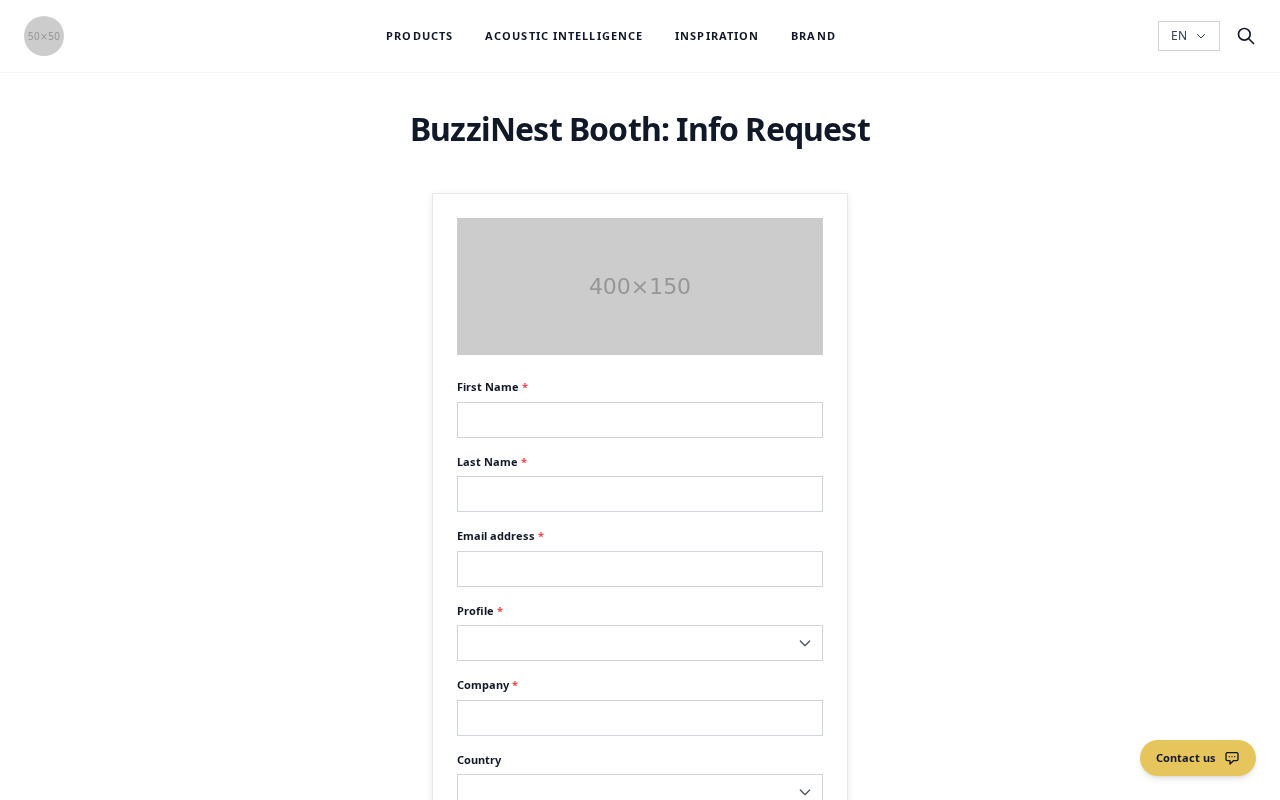 50×50
PRODUCTS
ACOUSTIC INTELLIGENCE
INSPIRATION
BRAND
EN
BuzziNest Booth: Info Request
400×150
First Name *
Last Name *
Email address *
Profile *
Company *
Country
Contact us